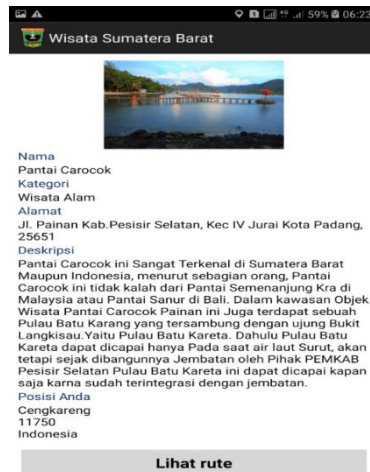 59% 06:23
Wisata Sumatera Barat
Nama
Pantai Carocok
Kategori
Wisata Alam
Alamat
Jl. Painan Kab.Pesisir Selatan, Kec IV Jurai Kota Padang,
25651
Deskripsi
Pantai Carocok ini Sangat Terkenal di Sumatera Barat
Maupun Indonesia, menurut sebagian orang, Pantai
Carocok ini tidak kalah dari Pantai Semenanjung Kra di
Malaysia atau Pantai Sanur di Bali. Dalam kawasan Objek
Wisata Pantai Carocok Painan ini Juga terdapat sebuah
Pulau Batu Karang yang tersambung dengan ujung Bukit
Langkisau.Yaitu Pulau Batu Kareta. Dahulu Pulau Batu
Kareta dapat dicapai hanya Pada saat air laut Surut, akan
tetapi sejak dibangunnya Jembatan oleh Pihak PEMKAB
Pesisir Selatan Pulau Batu Kareta ini dapat dicapai kapan
saja karna sudah terintegrasi dengan jembatan.
Posisi Anda
Cengkareng
11750
Indonesia
Lihat rute